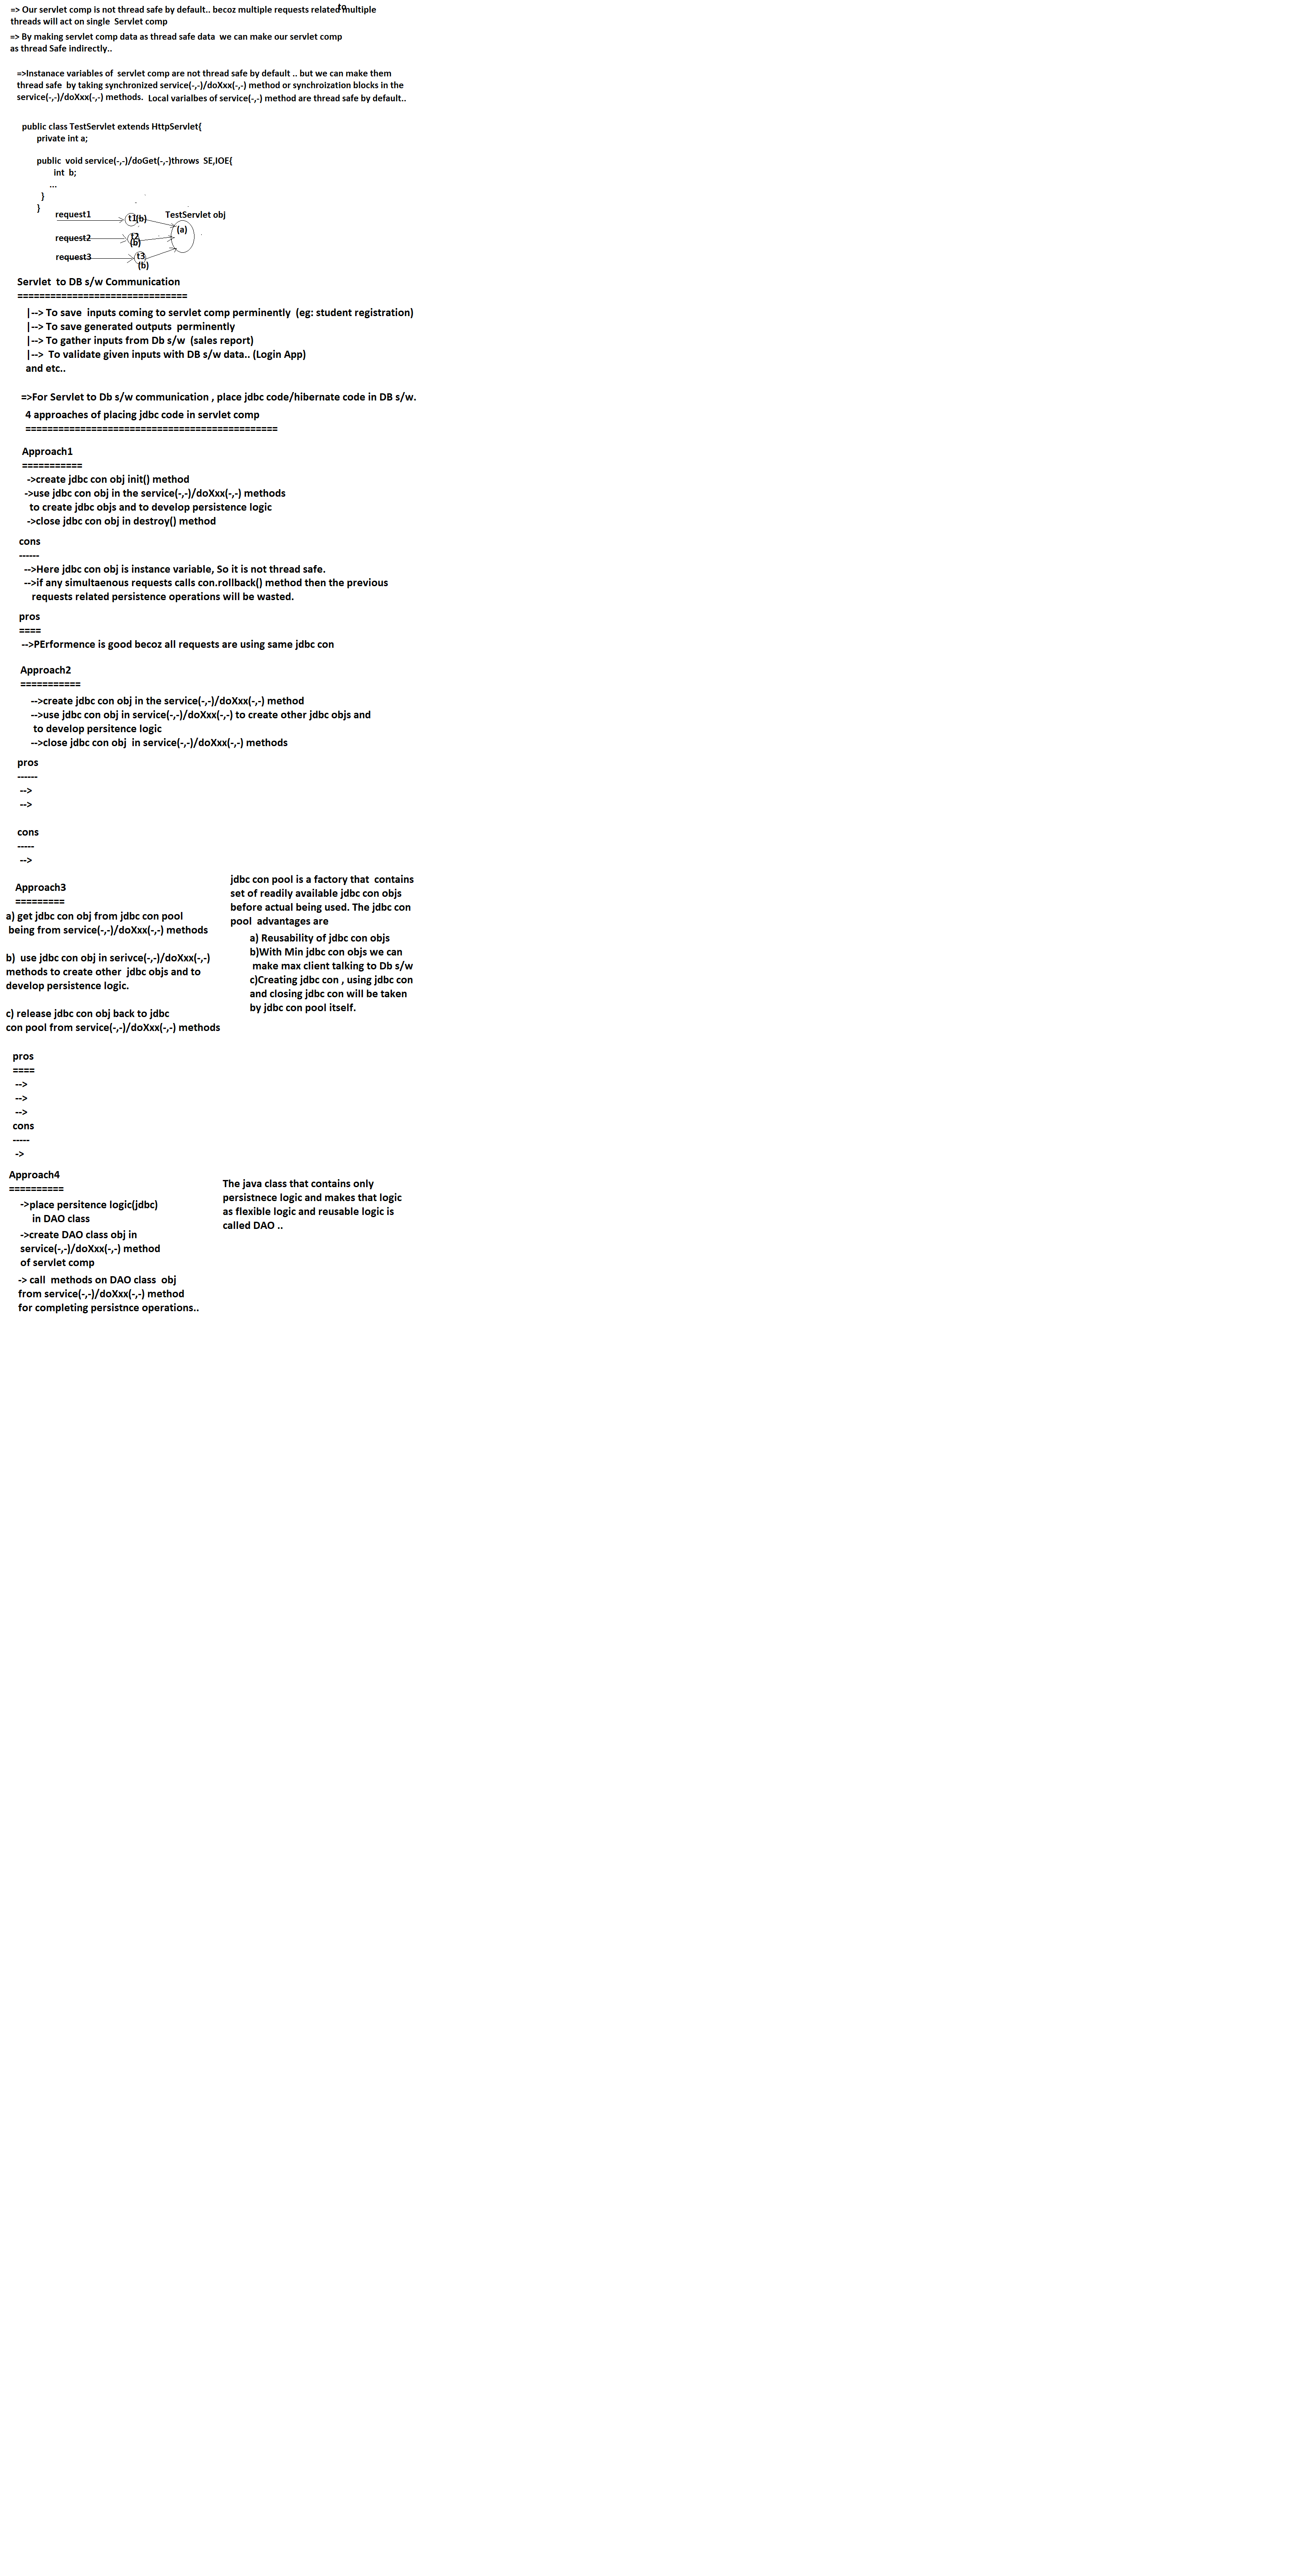 to
=> Our servlet comp is not thread safe by default.. becoz multiple requests related multiple
threads will act on single  Servlet comp
=> By making servlet comp data as thread safe data  we can make our servlet comp
as thread Safe indirectly..
=>Instanace variables of  servlet comp are not thread safe by default .. but we can make them
thread safe  by taking synchronized service(-,-)/doXxx(-,-) method or synchroization blocks in the
service(-,-)/doXxx(-,-) methods.  Local varialbes of service(-,-) method are thread safe by default..
public class TestServlet extends HttpServlet{
private int a;
public  void service(-,-)/doGet(-,-)throws  SE,IOE{
int  b;
...
}
}
request1
t1(b)
TestServlet obj
(a)
request2
t2
(b)
request3
t3
(b)
Servlet  to DB s/w Communication
===============================
|--> To save  inputs coming to servlet comp perminently  (eg: student registration)
|--> To save generated outputs  perminently
|--> To gather inputs from Db s/w  (sales report)
|-->  To validate given inputs with DB s/w data.. (Login App)
and etc..
=>For Servlet to Db s/w communication , place jdbc code/hibernate code in DB s/w.
4 approaches of placing jdbc code in servlet comp
==============================================
Approach1
===========
->create jdbc con obj init() method
->use jdbc con obj in the service(-,-)/doXxx(-,-) methods
to create jdbc objs and to develop persistence logic
->close jdbc con obj in destroy() method
cons
------
-->Here jdbc con obj is instance variable, So it is not thread safe.
-->if any simultaenous requests calls con.rollback() method then the previous
requests related persistence operations will be wasted.
pros
====
-->PErformence is good becoz all requests are using same jdbc con
Approach2
===========
-->create jdbc con obj in the service(-,-)/doXxx(-,-) method
-->use jdbc con obj in service(-,-)/doXxx(-,-) to create other jdbc objs and
to develop persitence logic
-->close jdbc con obj  in service(-,-)/doXxx(-,-) methods
pros
------
-->
-->
cons
-----
-->
Approach3
=========
a) get jdbc con obj from jdbc con pool
being from service(-,-)/doXxx(-,-) methods
b)  use jdbc con obj in serivce(-,-)/doXxx(-,-)
methods to create other  jdbc objs and to
develop persistence logic.
c) release jdbc con obj back to jdbc
con pool from service(-,-)/doXxx(-,-) methods
jdbc con pool is a factory that  contains
set of readily available jdbc con objs
before actual being used. The jdbc con
pool  advantages are
a) Reusability of jdbc con objs
b)With Min jdbc con objs we can
make max client talking to Db s/w
c)Creating jdbc con , using jdbc con
and closing jdbc con will be taken
by jdbc con pool itself.
pros
====
-->
-->
-->
cons
-----
->
Approach4
==========
->place persitence logic(jdbc)
in DAO class
->create DAO class obj in
service(-,-)/doXxx(-,-) method
of servlet comp
-> call  methods on DAO class  obj
from service(-,-)/doXxx(-,-) method
for completing persistnce operations..
The java class that contains only
persistnece logic and makes that logic
as flexible logic and reusable logic is
called DAO ..